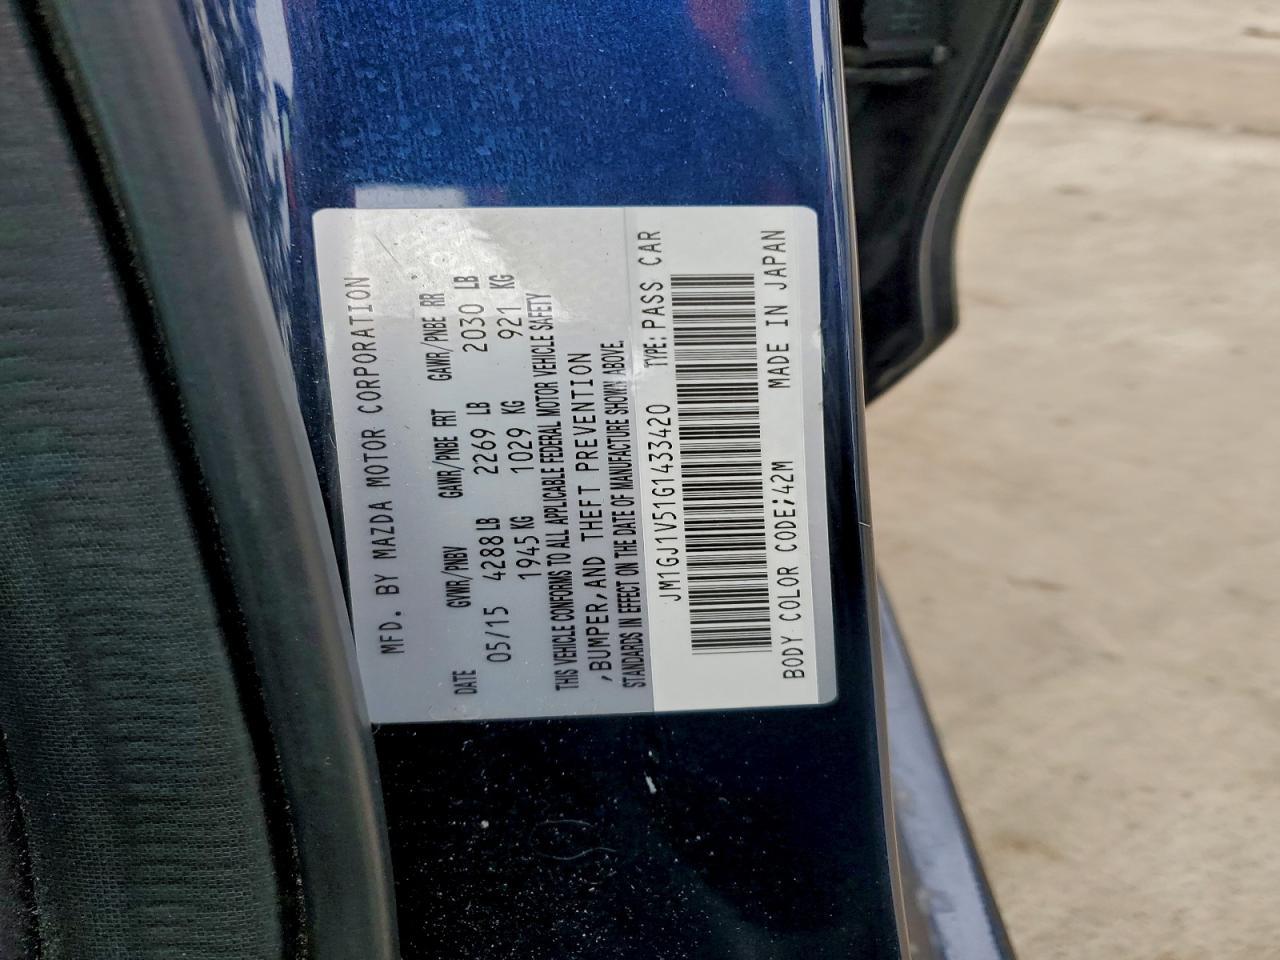 MFD. BY MAZDA MOTOR CORPORATION
DATE GVWR/PNBV GAWR/PNBE FRT GAWR/PNBE RR
05/15 4288 LB 2269 LB 2030 LB
1945 KG 1029 KG 921 KG
THIS VEHICLE CONFORMS TO ALL APPLICABLE FEDERAL MOTOR VEHICLE SAFETY
,BUMPER,AND THEFT PREVENTION
STANDARDS IN EFFECT ON THE DATE OF MANUFACTURE SHOWN ABOVE.
JM1GJ1V51G1433420 TYPE: PASS CAR
BODY COLOR CODE;42M MADE IN JAPAN